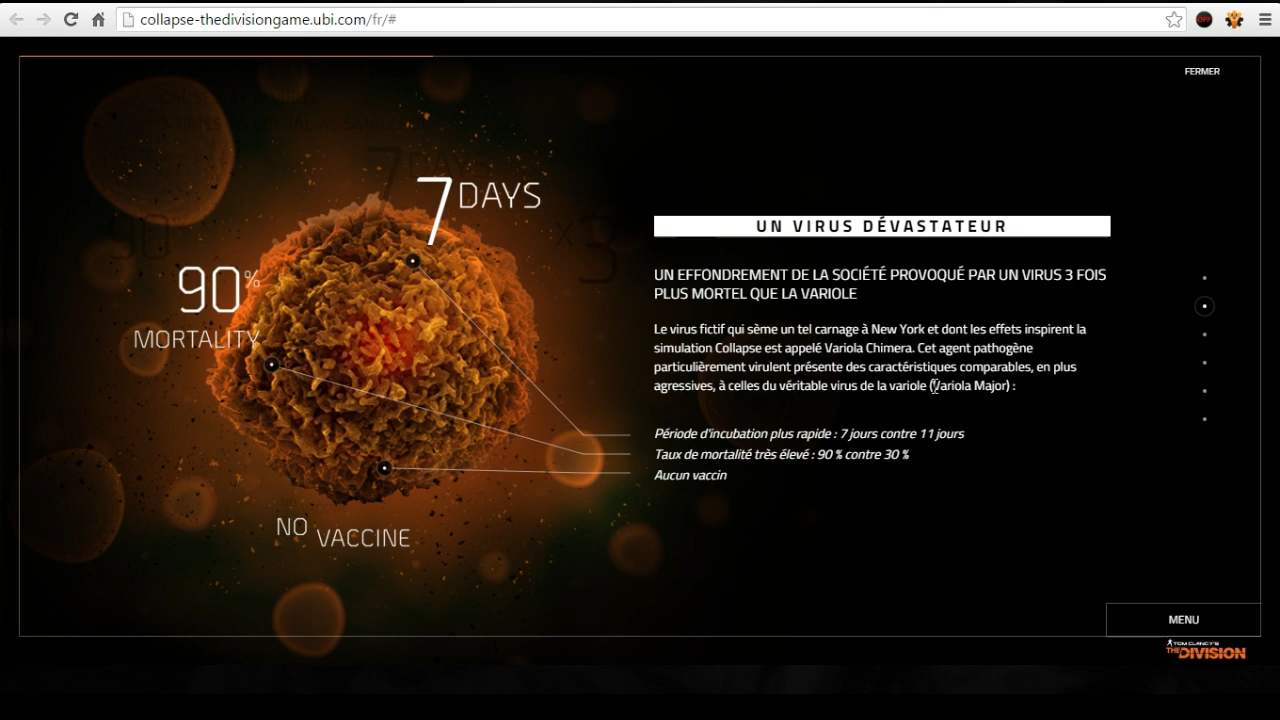 collapse-thedivisiongame.ubi.com/fr/#
OFF
FERMER
7 DAYS
90%
MORTALITY
NO VACCINE
X3
UN VIRUS DÉVASTATEUR
UN EFFONDREMENT DE LA SOCIÉTÉ PROVOQUÉ PAR UN VIRUS 3 FOIS
PLUS MORTEL QUE LA VARIOLE
Le virus fictif qui sème un tel carnage à New York et dont les effets inspirent la
simulation Collapse est appelé Variola Chimera. Cet agent pathogène
particulièrement virulent présente des caractéristiques comparables, en plus
agressives, à celles du véritable virus de la variole (Variola Major) :
Période d'incubation plus rapide : 7 jours contre 11 jours
Taux de mortalité très élevé : 90 % contre 30 %
Aucun vaccin
MENU
TOM CLANCY'S
THE DIVISION